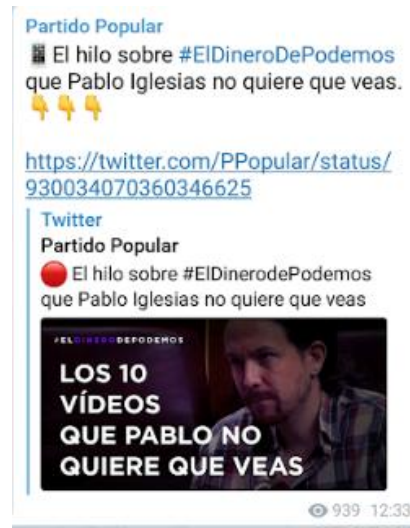 Partido Popular
📱 El hilo sobre #ElDineroDePodemos
que Pablo Iglesias no quiere que veas.
👇👇👇
https://twitter.com/PPopular/status/
930034070360346625
Twitter
Partido Popular
🔴 El hilo sobre #ElDinerodePodemos
que Pablo Iglesias no quiere que veas
#ELDINERODEPODEMOS
LOS 10
VÍDEOS
QUE PABLO NO
QUIERE QUE VEAS
939 12:33